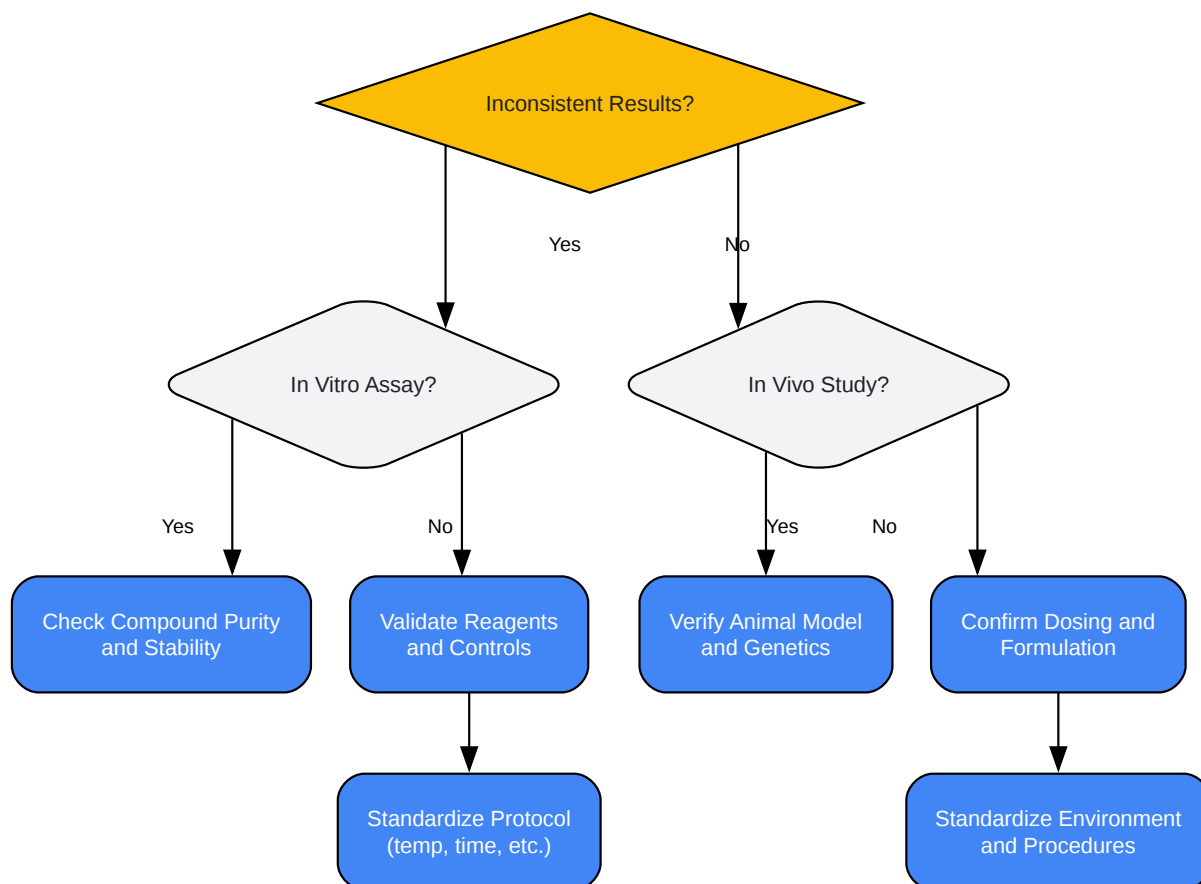 Inconsistent Results?
Yes
No
In Vitro Assay?
In Vivo Study?
Yes
No
Yes
No
Check Compound Purity
and Stability
Validate Reagents
and Controls
Verify Animal Model
and Genetics
Confirm Dosing and
Formulation
Standardize Protocol
(temp, time, etc.)
Standardize Environment
and Procedures